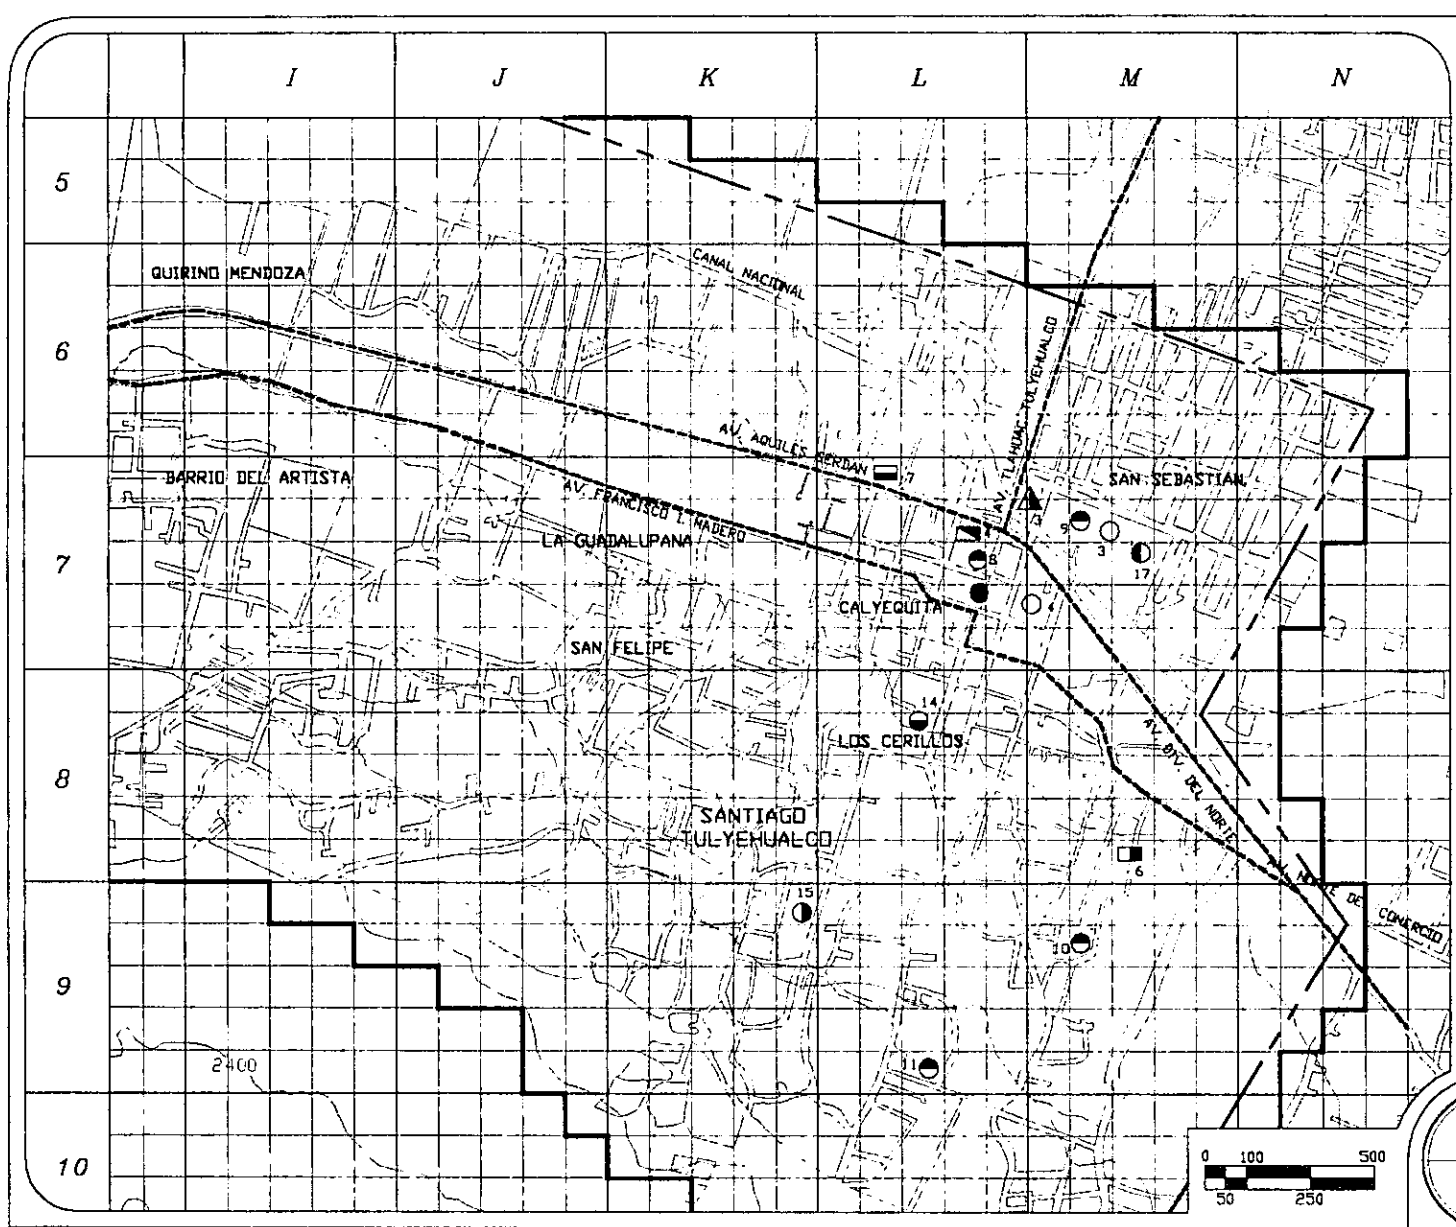 I J K L M N
5
CANAL NACIONAL
QUIRINO MENDOZA
6
AV. TLAHUAC TULYEHUALCO
AV. AQUILES SERDAN
7
BARRIO DEL ARTISTA
SAN SEBASTIAN
AV. FRANCISCO I. MADERO
13
9
3
LA GUADALUPANA
8
17
7
CALYEQUITA
4
SAN FELIPE
14
LOS CERILLOS
AV. DIV. DEL NORTE
8
SANTIAGO
TULYEHUALCO
6
15
NORTE DE COMERCIO
10
9
2400
11
10
0 100 500
50 250